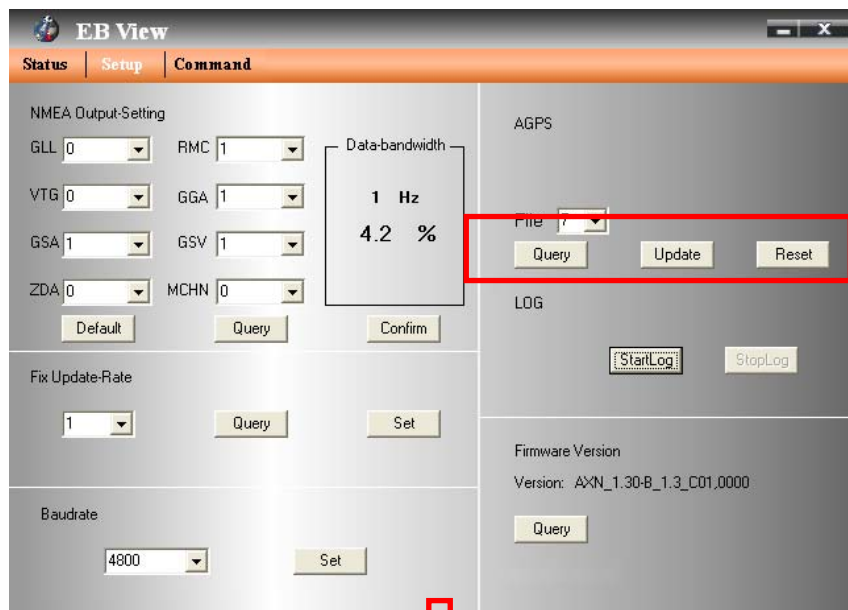 EB View
Status Setup Command
NMEA Output-Setting
GLL 0 RMC 1
VTG 0 GGA 1
GSA 1 GSV 1
ZDA 0 MCHN 0
Default Query Confirm
Data-bandwidth
1 Hz
4.2 %
Fix Update-Rate
1 Query Set
Baudrate
4800 Set
AGPS
File 7
Query Update Reset
LOG
StartLog StopLog
Firmware Version
Version: AXN_1.30-B_1.3_C01,0000
Query